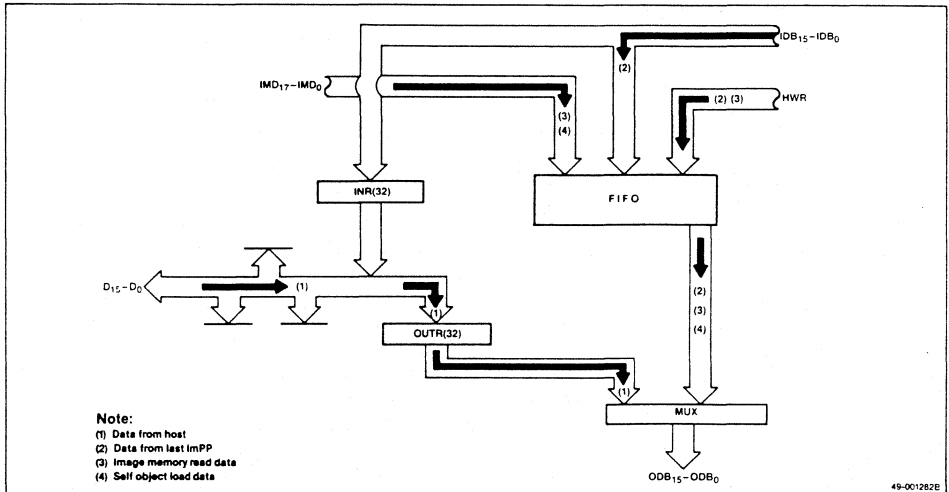 IDB15-IDB0
(2)
IMD17-IMD0
(2) (3)
HWR
(3)
(4)
INR(32)
FIFO
D15-D0
(1)
(1)
(2)
(3)
(4)
OUTR(32)
(1)
MUX
Note:
(1) Data from host
(2) Data from last ImPP
(3) Image memory read data
(4) Self object load data
ODB15-ODB0
49-001282E